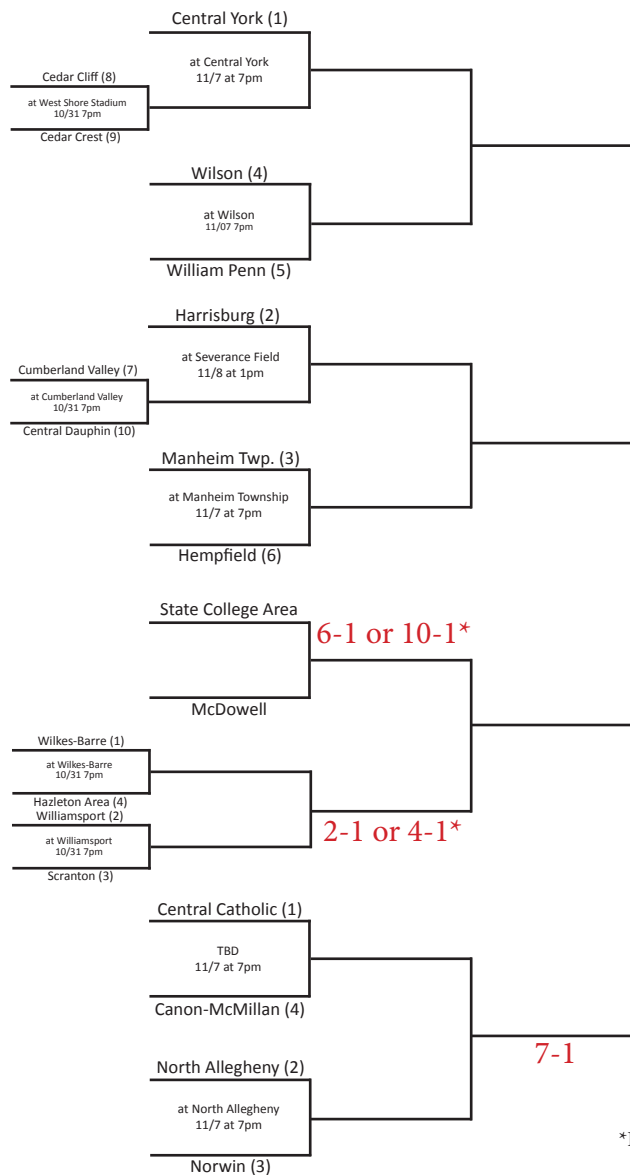 Central York (1)
at Central York
11/7 at 7pm
Cedar Cliff (8)
at West Shore Stadium
10/31 7pm
Cedar Crest (9)
Wilson (4)
at Wilson
11/07 7pm
William Penn (5)
Harrisburg (2)
at Severance Field
11/8 at 1pm
Cumberland Valley (7)
at Cumberland Valley
10/31 7pm
Central Dauphin (10)
Manheim Twp. (3)
at Manheim Township
11/7 at 7pm
Hempfield (6)
State College Area
6-1 or 10-1*
McDowell
Wilkes-Barre (1)
at Wilkes-Barre
10/31 7pm
Hazleton Area (4)
Williamsport (2)
at Williamsport
10/31 7pm
Scranton (3)
2-1 or 4-1*
Central Catholic (1)
TBD
11/7 at 7pm
Canon-McMillan (4)
7-1
North Allegheny (2)
at North Allegheny
11/7 at 7pm
Norwin (3)